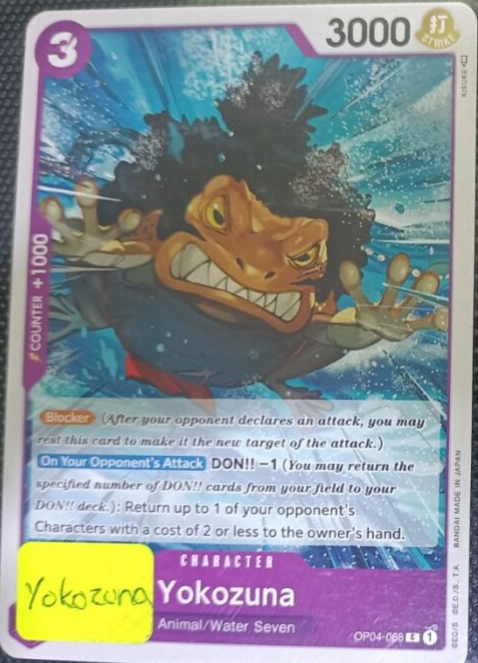 3
3000
打
STRIKE
KISUKE
COUNTER +1000
Blocker (After your opponent declares an attack, you may
rest this card to make it the new target of the attack.)
On Your Opponent's Attack DON!! −1 (You may return the
specified number of DON!! cards from your field to your
DON!! deck.): Return up to 1 of your opponent's
Characters with a cost of 2 or less to the owner's hand.
CHARACTER
Yokozuna
Yokozuna
Animal/Water Seven
OP04-068 C 1
©E.O./S., T.A. BANDAI MADE IN JAPAN